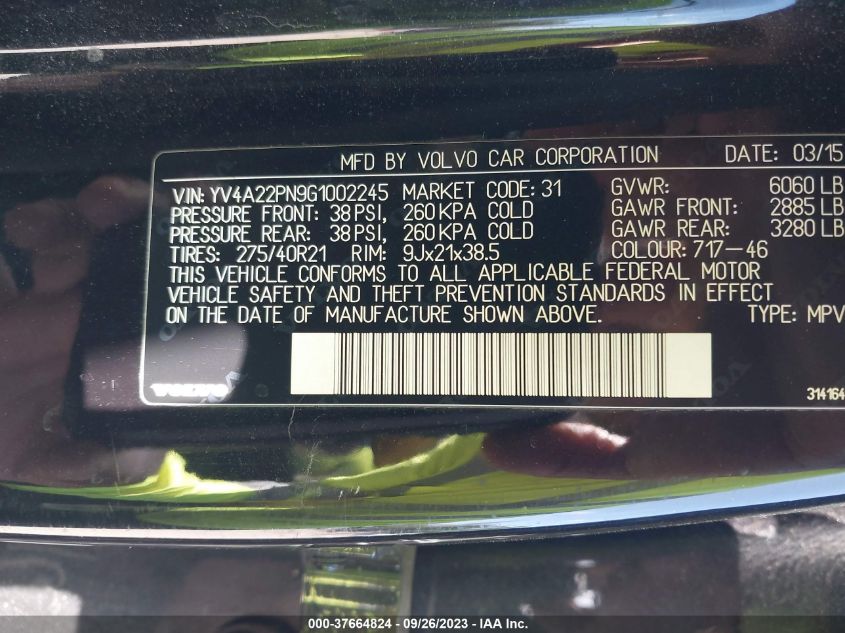 MFD BY VOLVO CAR CORPORATION DATE: 03/15
VIN: YV4A22PN9G1002245 MARKET CODE: 31 GVWR: 6060 LB
PRESSURE FRONT: 38 PSI, 260 KPA COLD GAWR FRONT: 2885 LB
PRESSURE REAR: 38 PSI, 260 KPA COLD GAWR REAR: 3280 LB
TIRES: 275/40R21 RIM: 9Jx21x38.5 COLOUR: 717-46
THIS VEHICLE CONFORMS TO ALL APPLICABLE FEDERAL MOTOR
VEHICLE SAFETY AND THEFT PREVENTION STANDARDS IN EFFECT
ON THE DATE OF MANUFACTURE SHOWN ABOVE. TYPE: MPV
VOLVO
314164
000-37664824 - 09/26/2023 - IAA Inc.